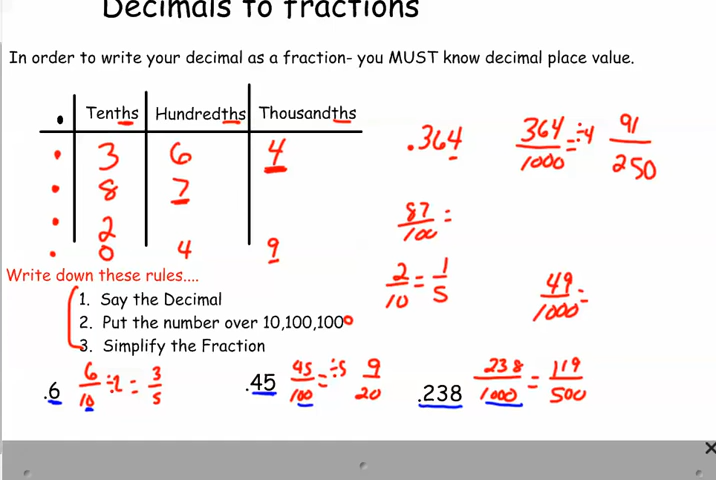 Decimals to fractions
In order to write your decimal as a fraction- you MUST know decimal place value.
. Tenths Hundredths Thousandths
. 3 6 4
. 8 7
. 2
. 0 4 9
.364 364/1000 = ÷4 91/250
87/100 =
2/10 = 1/5 49/1000 =
Write down these rules....
1. Say the Decimal
2. Put the number over 10,100,1000
3. Simplify the Fraction
.6 6/10 ÷2 = 3/5 .45 45/100 = ÷5 9/20 .238 238/1000 = 119/500